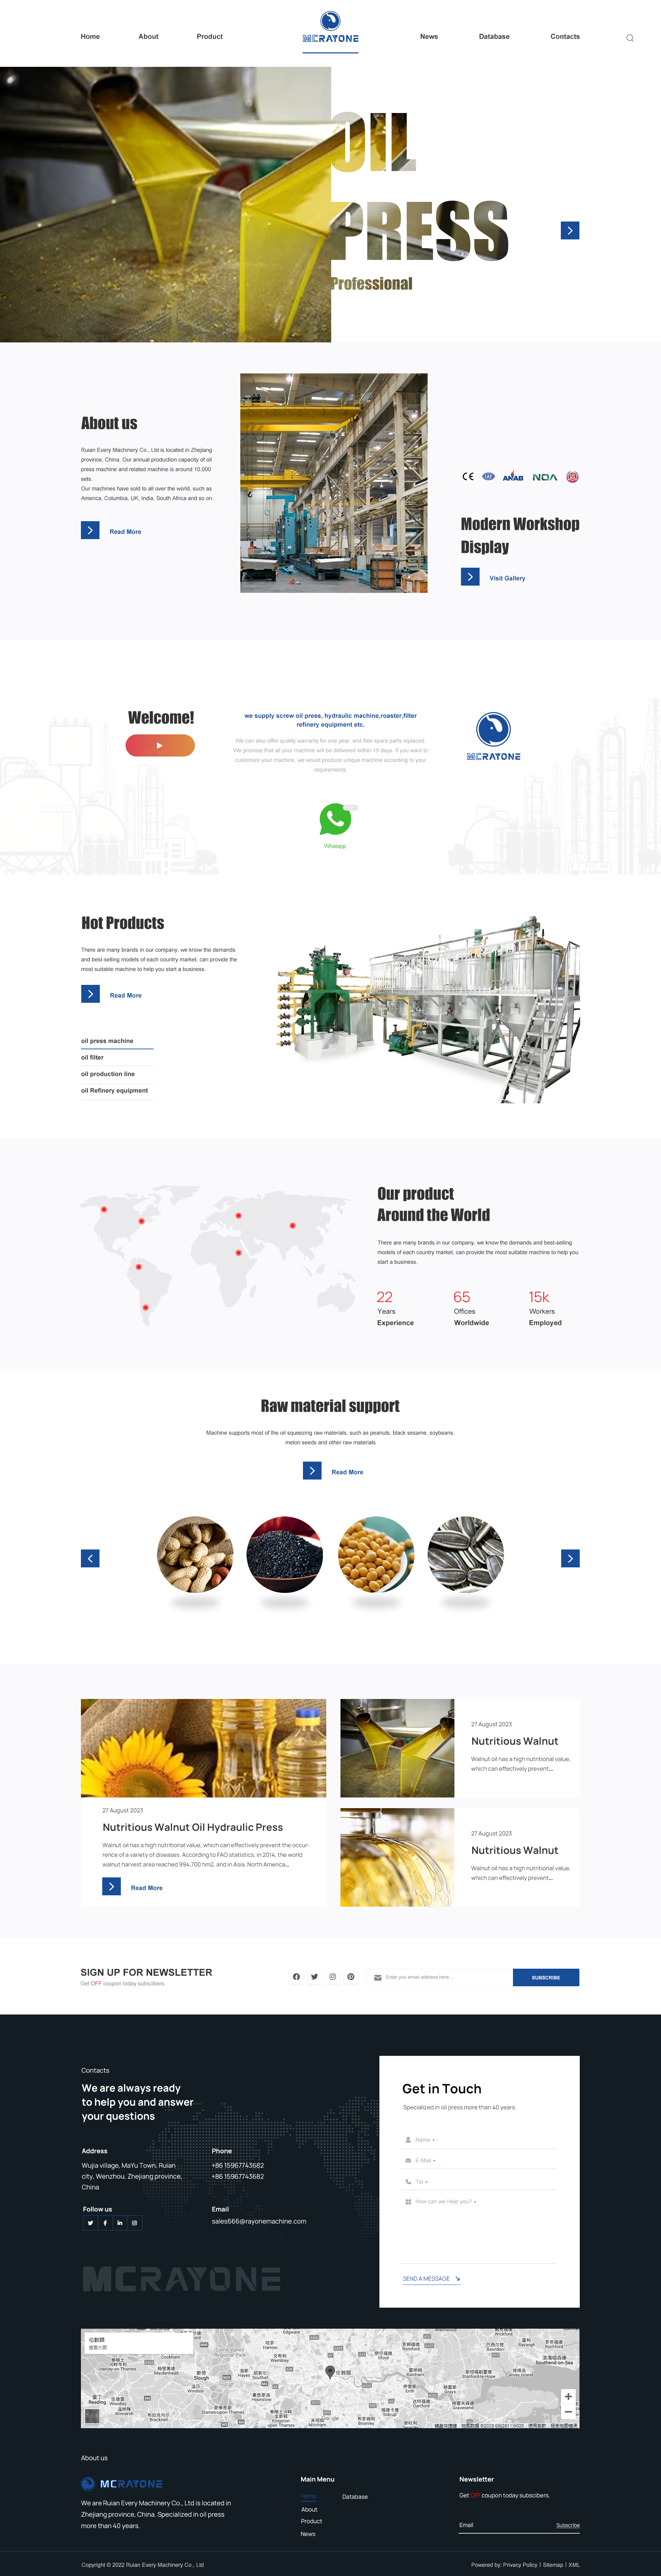 Home
About
Product
MCRAYONE
News
Database
Contacts
OIL
PRESS
Professional
About us
Ruian Every Machinery Co., Ltd is located in Zhejiang
province, China. Our annual production capacity of oil
press machine and related machine is around 10,000
sets.
Our machines have sold to all over the world, such as
America, Columbia, UK, India, South Africa and so on
Read More
CE
ANAB
NQA
Modern Workshop
Display
Visit Gallery
Welcome!
we supply screw oil press, hydraulic machine,roaster,filter
refinery equipment etc.
We can also offer quality warranty for one year, and free spare parts replaced.
We promise that all your machine will be delivered within 15 days. If you want to
customize your machine, we would produce unique machine according to your
requirements.
MCRAYONE
Whatapp
Hot Products
There are many brands in our company, we know the demands
and best-selling models of each country market, can provide the
most suitable machine to help you start a business.
Read More
oil press machine
oil filter
oil production line
oil Refinery equipment
Our product
Around the World
There are many brands in our company, we know the demands and best-selling
models of each country market, can provide the most suitable machine to help you
start a business.
22
Years
Experience
65
Offices
Worldwide
15k
Workers
Employed
Raw material support
Machine supports most of the oil squeezing raw materials, such as peanuts, black sesame, soybeans,
melon seeds and other raw materials
Read More
27 August 2023
Nutritious Walnut Oil Hydraulic Press
Walnut oil has a high nutritional value, which can effectively prevent the occur-
rence of a variety of diseases. According to FAO statistics, in 2014, the world
walnut harvest area reached 994,700 hm2, and in Asia, North America...
Read More
27 August 2023
Nutritious Walnut
Walnut oil has a high nutritional value,
which can effectively prevent...
27 August 2023
Nutritious Walnut
Walnut oil has a high nutritional value,
which can effectively prevent...
SIGN UP FOR NEWSLETTER
Get OFF coupon today subscibers.
Enter you email address here...
SUBSCRIBE
Contacts
We are always ready
to help you and answer
your questions
Address
Wujia village, MaYu Town, Ruian
city, Wenzhou, Zhejiang province,
China
Phone
+86 15967743682
+86 15967743682
Follow us
Email
sales666@rayonemachine.com
MCRAYONE
Get in Touch
Specialized in oil press more than 40 years.
Name *
E-Mail *
Tel *
How can we Help you? *
SEND A MESSAGE
Reading
Slough
Wembley
Romford
Basildon
Southend-on-Sea
Bromley
Gravesend
About us
MCRAYONE
We are Ruian Every Machinery Co., Ltd is located in
Zhejiang province, China. Specialized in oil press
more than 40 years.
Main Menu
Home
Database
About
Product
News
Newsletter
Get OFF coupon today subscibers.
Email
Subscribe
Copyright © 2022 Ruian Every Machinery Co., Ltd
Powered by: Privacy Policy | Sitemap | XML